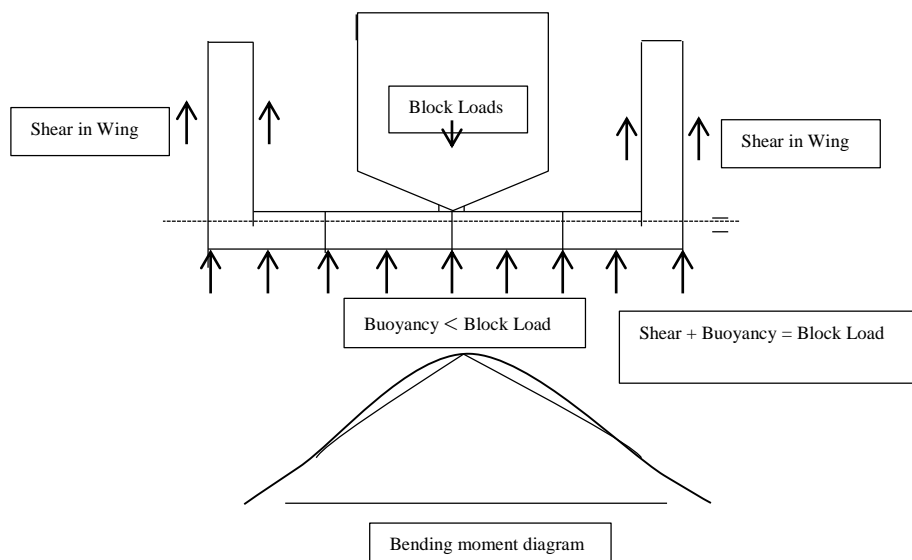 Block Loads
Shear in Wing
Shear in Wing
Buoyancy < Block Load
Shear + Buoyancy = Block Load
Bending moment diagram